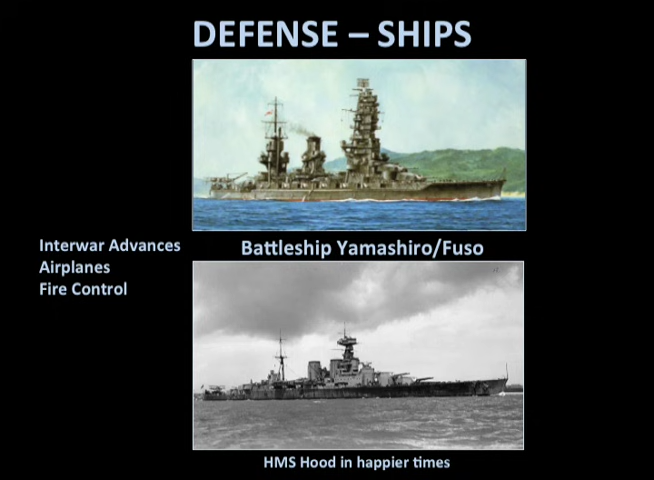 DEFENSE – SHIPS
Battleship Yamashiro/Fuso
Interwar Advances
Airplanes
Fire Control
HMS Hood in happier times